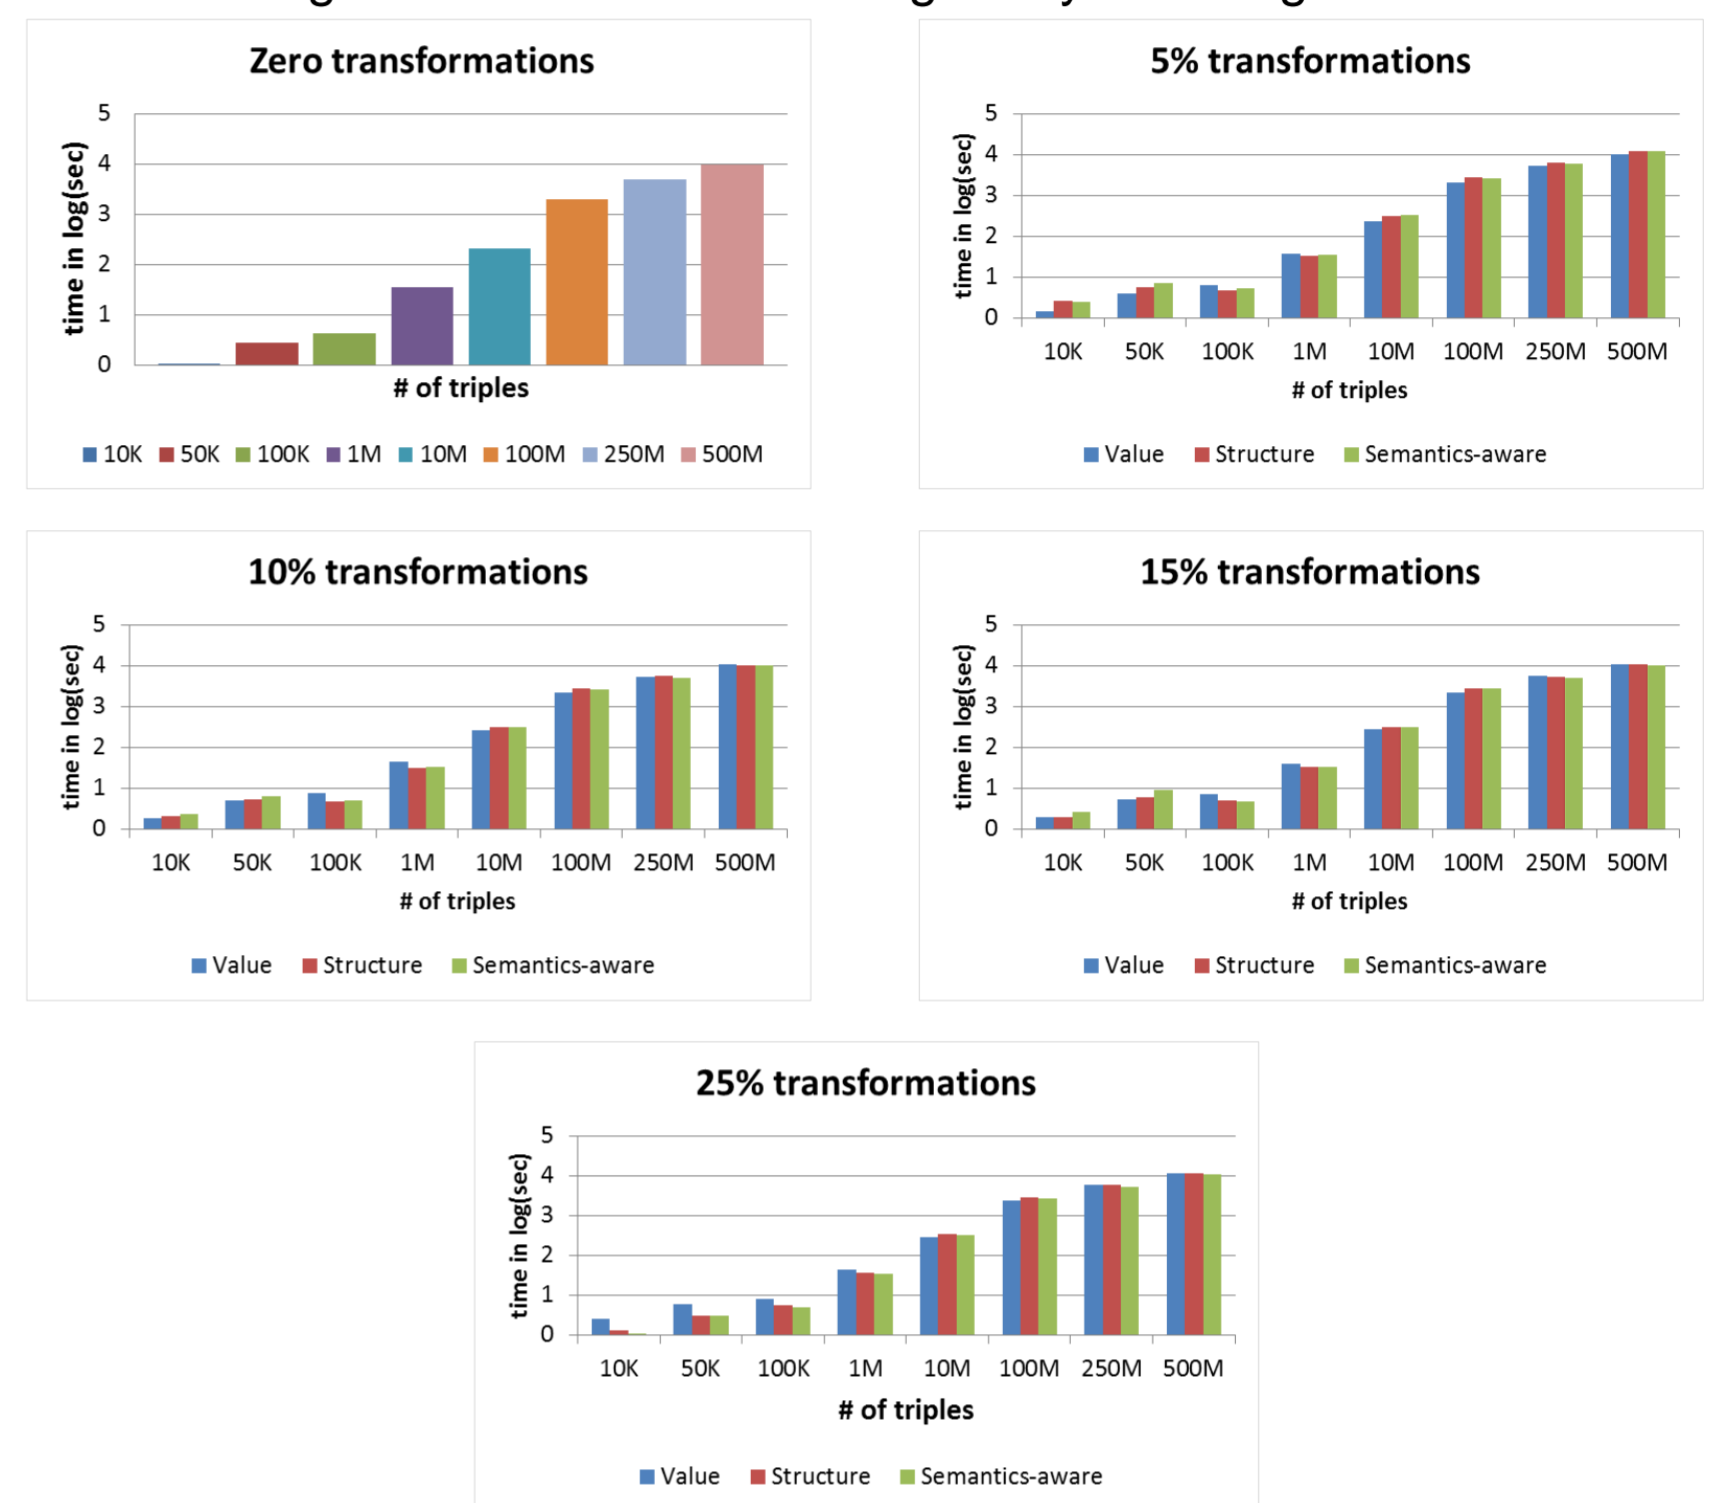 Zero transformations
5
4
3
2
1
0
time in log(sec)
# of triples
10K 50K 100K 1M 10M 100M 250M 500M
5% transformations
5
4
3
2
1
0
time in log(sec)
10K 50K 100K 1M 10M 100M 250M 500M
# of triples
Value Structure Semantics-aware
10% transformations
5
4
3
2
1
0
time in log(sec)
10K 50K 100K 1M 10M 100M 250M 500M
# of triples
Value Structure Semantics-aware
15% transformations
5
4
3
2
1
0
time in log(sec)
10K 50K 100K 1M 10M 100M 250M 500M
# of triples
Value Structure Semantics-aware
25% transformations
5
4
3
2
1
0
time in log(sec)
10K 50K 100K 1M 10M 100M 250M 500M
# of triples
Value Structure Semantics-aware